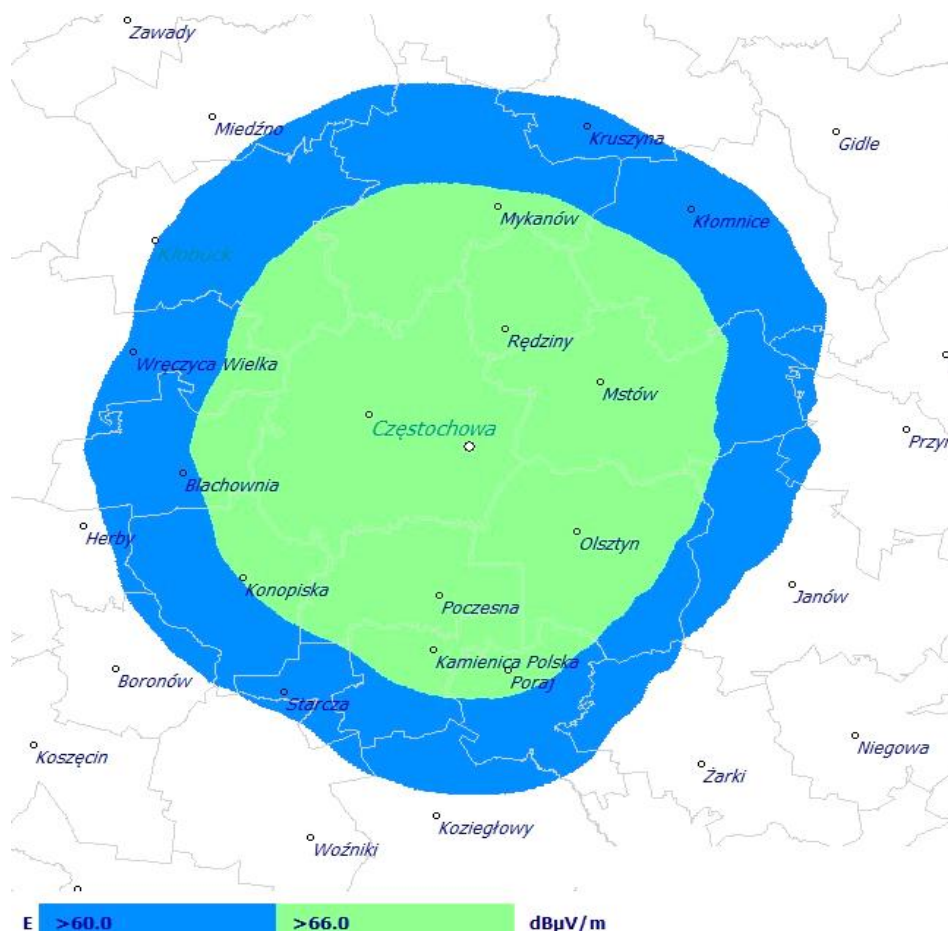 Zawady
Miedźno
Kruszyna
Gidle
Mykanów
Kłomnice
Kłobuck
Rędziny
Wręczyca Wielka
Mstów
Częstochowa
Przyr
Blachownia
Herby
Olsztyn
Konopiska
Janów
Poczesna
Kamienica Polska
Boronów
Poraj
Starcza
Koszęcin
Niegowa
Żarki
Koziegłowy
Woźniki
E >60.0 >66.0 dBµV/m